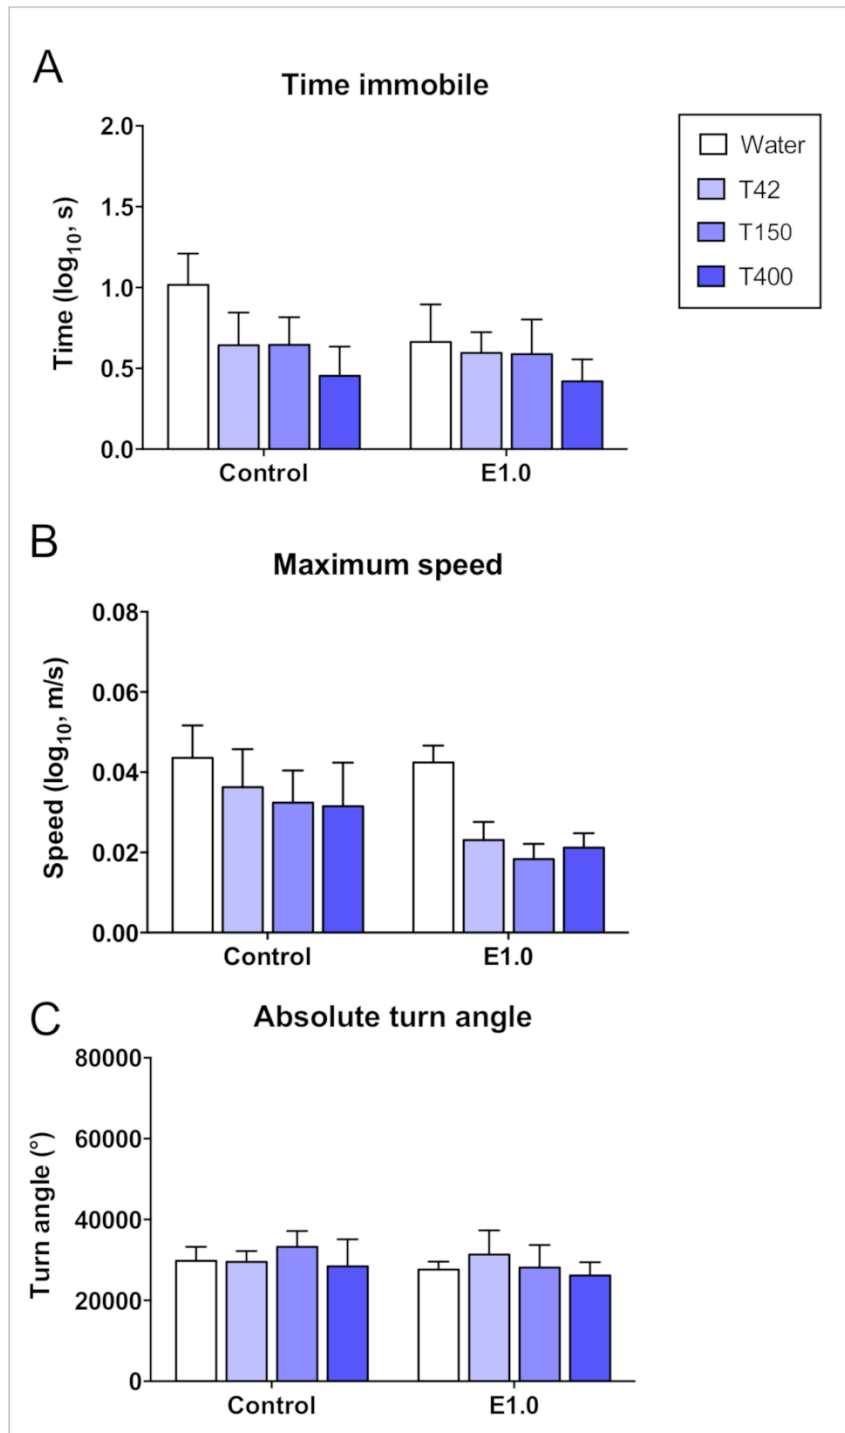 A
Time immobile
Time (log10, s)
2.0
1.5
1.0
0.5
0.0
Control
E1.0
Water
T42
T150
T400
B
Maximum speed
Speed (log10, m/s)
0.08
0.06
0.04
0.02
0.00
Control
E1.0
C
Absolute turn angle
Turn angle (°)
80000
60000
40000
20000
0
Control
E1.0